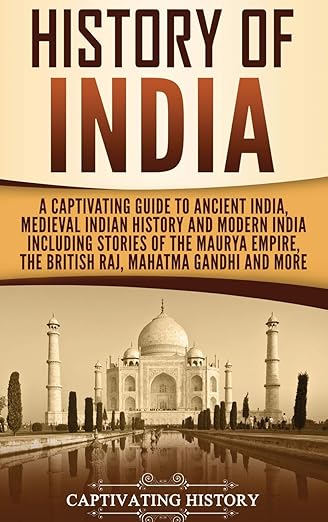 HISTORY OF
INDIA
A CAPTIVATING GUIDE TO ANCIENT INDIA,
MEDIEVAL INDIAN HISTORY AND MODERN INDIA
INCLUDING STORIES OF THE MAURYA EMPIRE,
THE BRITISH RAJ, MAHATMA GANDHI AND MORE
CAPTIVATING HISTORY